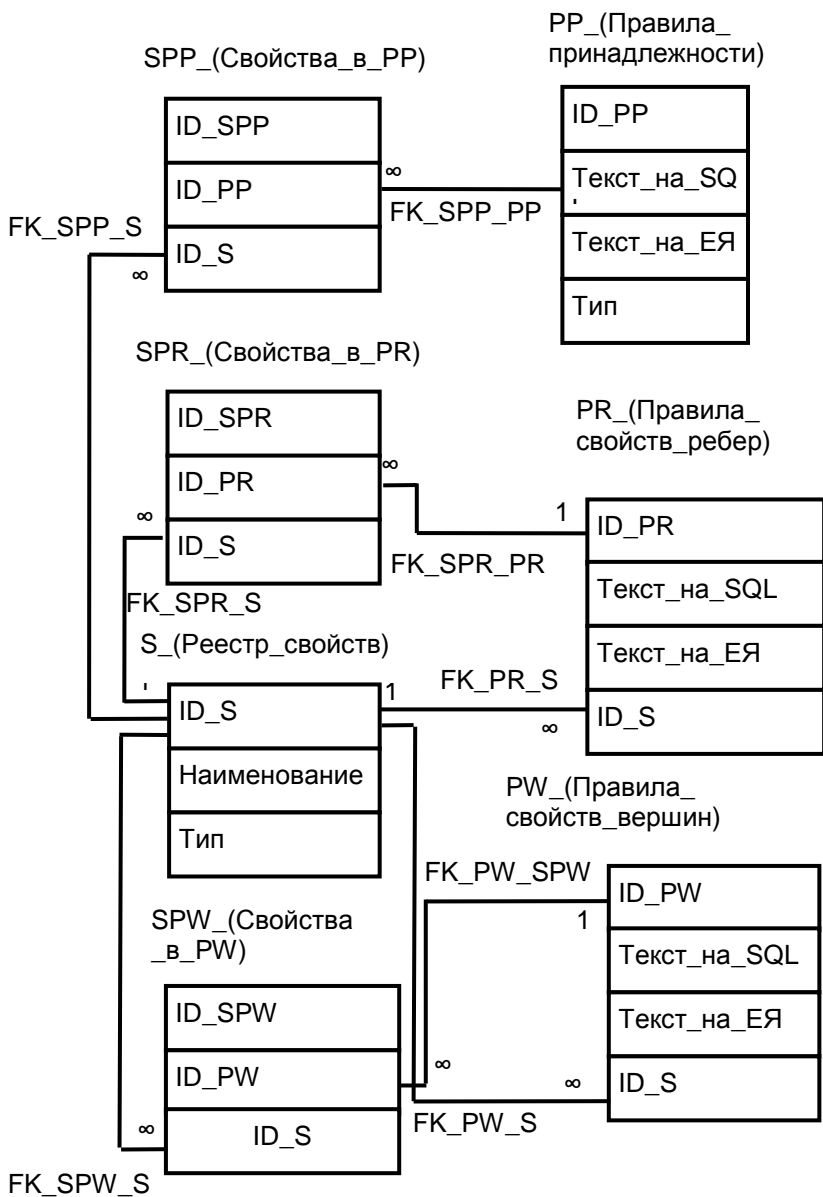 PP_(Правила_
принадлежности)
SPP_(Свойства_в_PP)
ID_SPP
ID_PP
ID_S
ID_PP
Текст_на_SQ
Текст_на_ЕЯ
Тип
∞
FK_SPP_PP
FK_SPP_S
∞
SPR_(Свойства_в_PR)
ID_SPR
ID_PR
ID_S
∞
∞
PR_(Правила_
свойств_ребер)
1
ID_PR
Текст_на_SQL
Текст_на_ЕЯ
ID_S
FK_SPR_PR
FK_SPR_S
S_(Реестр_свойств)
ID_S
Наименование
Тип
1
FK_PR_S
∞
PW_(Правила_
свойств_вершин)
FK_PW_SPW
1
ID_PW
Текст_на_SQL
Текст_на_ЕЯ
ID_S
SPW_(Свойства
_в_PW)
ID_SPW
ID_PW
ID_S
∞
∞
∞
FK_PW_S
FK_SPW_S